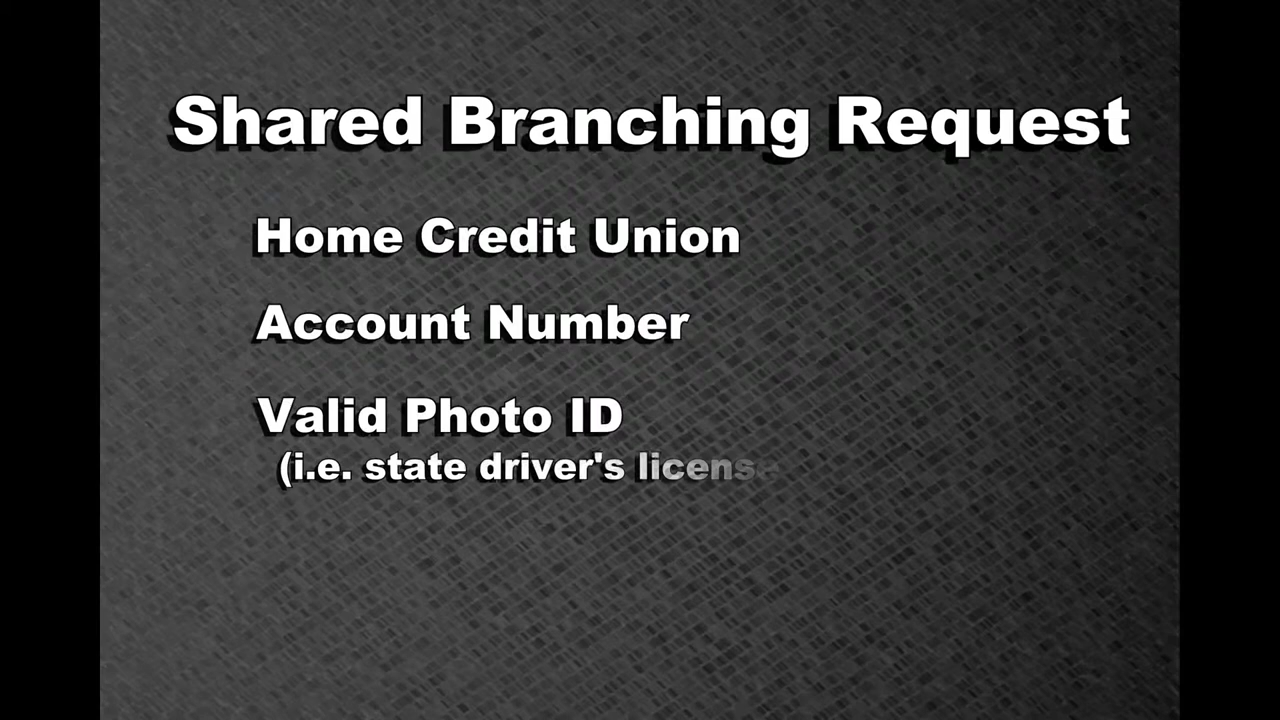 Shared Branching Request
Home Credit Union
Account Number
Valid Photo ID
(i.e. state driver's license